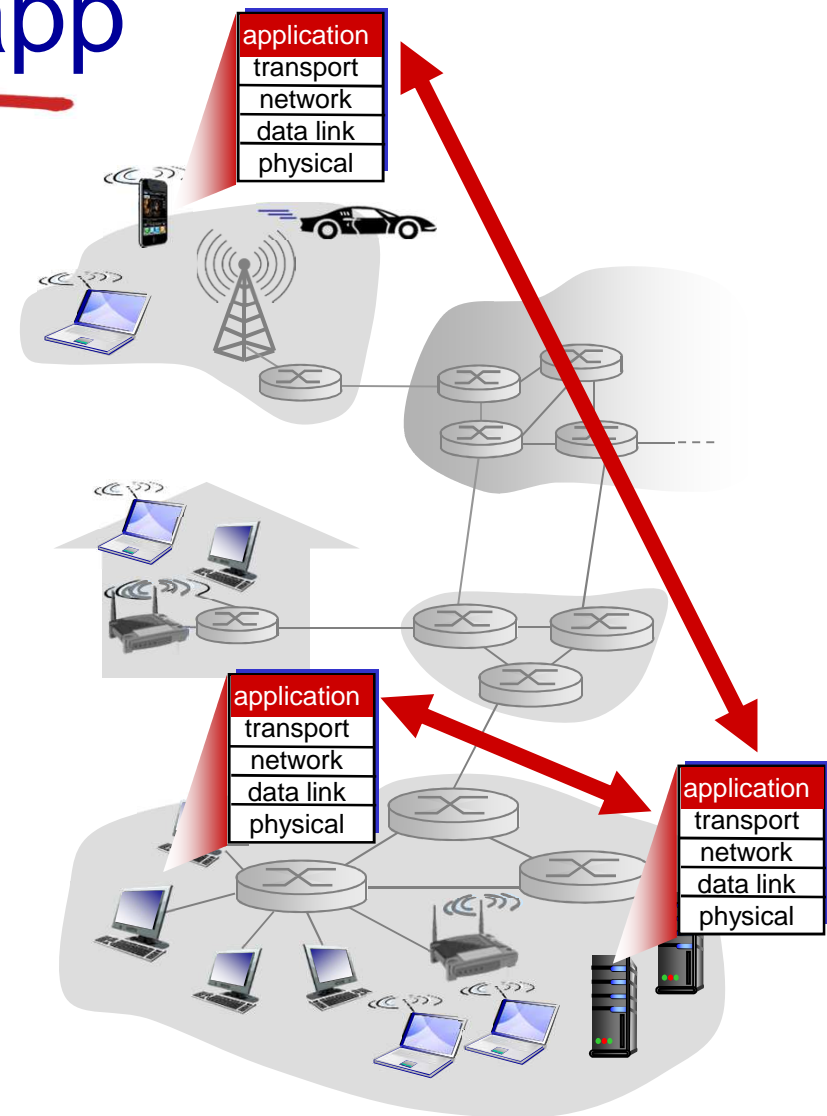 app
application
transport
network
data link
physical
application
transport
network
data link
physical
application
transport
network
data link
physical